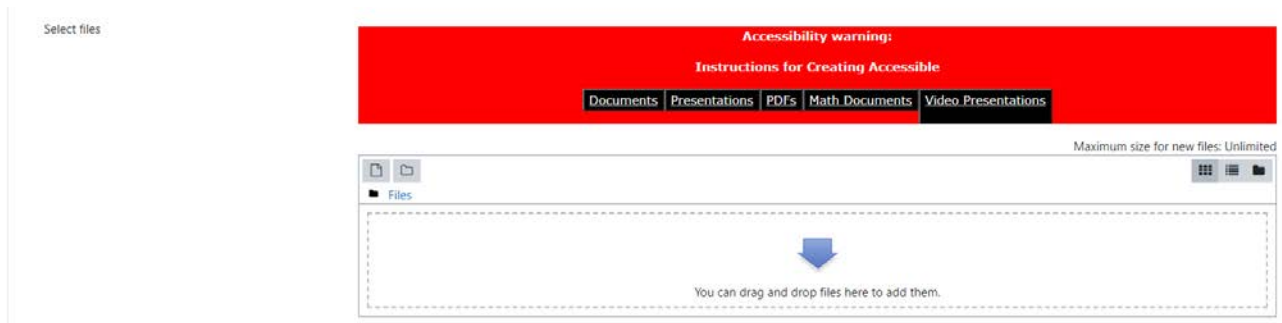 Select files
Accessibility warning:
Instructions for Creating Accessible
Documents Presentations PDFs Math Documents Video Presentations
Maximum size for new files: Unlimited
Files
You can drag and drop files here to add them.